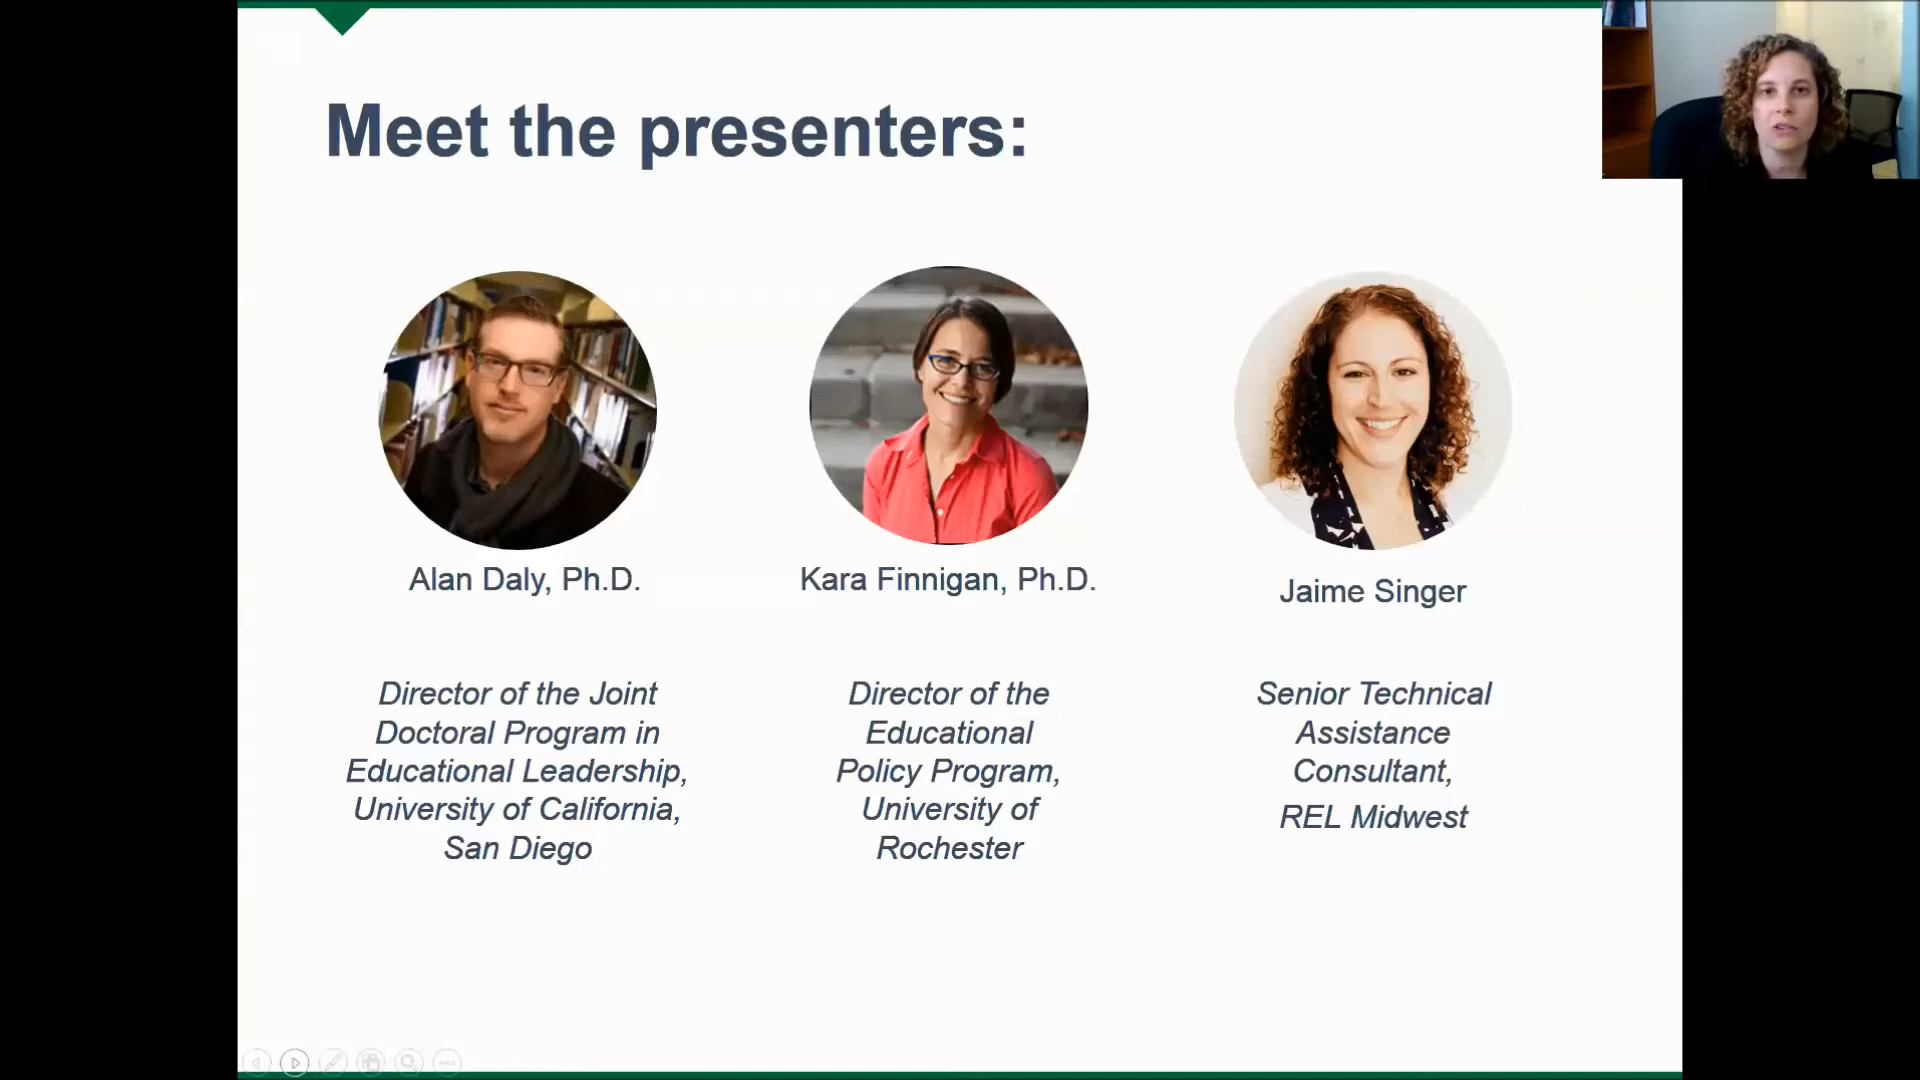 Meet the presenters:
Alan Daly, Ph.D.
Director of the Joint
Doctoral Program in
Educational Leadership,
University of California,
San Diego
Kara Finnigan, Ph.D.
Director of the
Educational
Policy Program,
University of
Rochester
Jaime Singer
Senior Technical
Assistance
Consultant,
REL Midwest